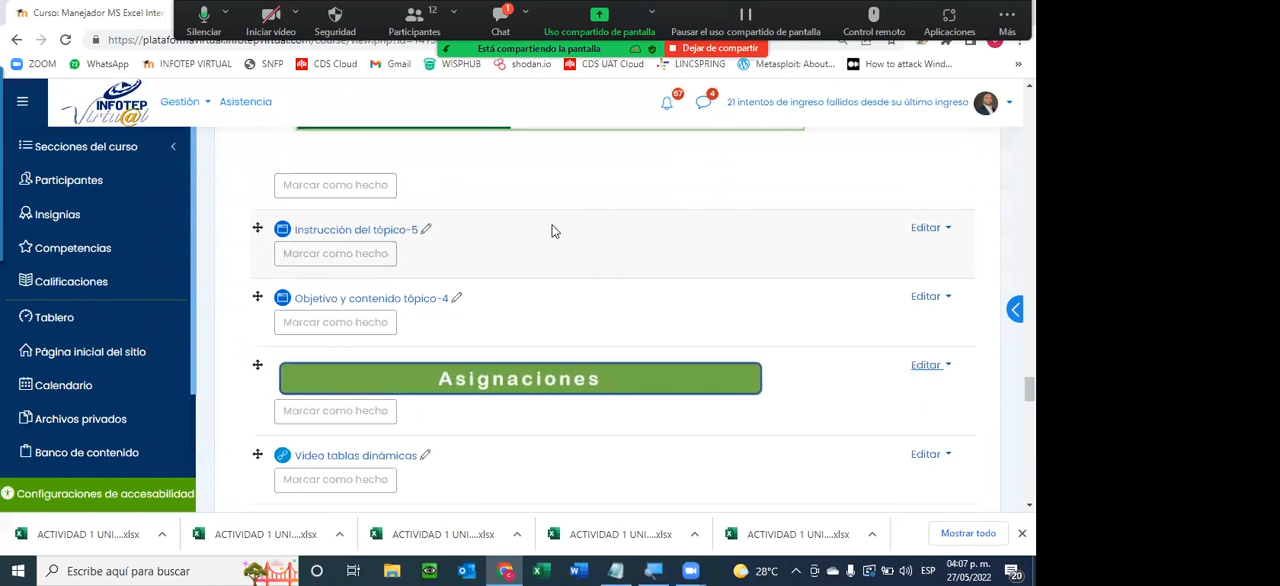 Curso: Manejador MS Excel Inter
Silenciar
Iniciar vídeo
Seguridad
12
Participantes
1
Chat
Uso compartido de pantalla
Pausar el uso compartido de pantalla
Control remoto
Aplicaciones
Más
Está compartiendo la pantalla
Dejar de compartir
ZOOM
WhatsApp
INFOTEP VIRTUAL
SNFP
CDS Cloud
Gmail
WISPHUB
shodan.io
CDS UAT Cloud
LINCSPRING
Metasploit: About...
How to attack Wind...
»
INFOTEP
Virtu@l
Gestión
Asistencia
67
4
21 intentos de ingreso fallidos desde su último ingreso
Secciones del curso
Participantes
Insignias
Competencias
Calificaciones
Tablero
Página inicial del sitio
Calendario
Archivos privados
Banco de contenido
Configuraciones de accesabilidad
Marcar como hecho
Instrucción del tópico-5
Editar
Marcar como hecho
Objetivo y contenido tópico-4
Editar
Marcar como hecho
Asignaciones
Editar
Marcar como hecho
Video tablas dinámicas
Editar
Marcar como hecho
ACTIVIDAD 1 UNI....xlsx
ACTIVIDAD 1 UNI....xlsx
ACTIVIDAD 1 UNI....xlsx
ACTIVIDAD 1 UNI....xlsx
ACTIVIDAD 1 UNI....xlsx
Mostrar todo
Escribe aquí para buscar
28°C
ESP
04:07 p. m.
27/05/2022
20